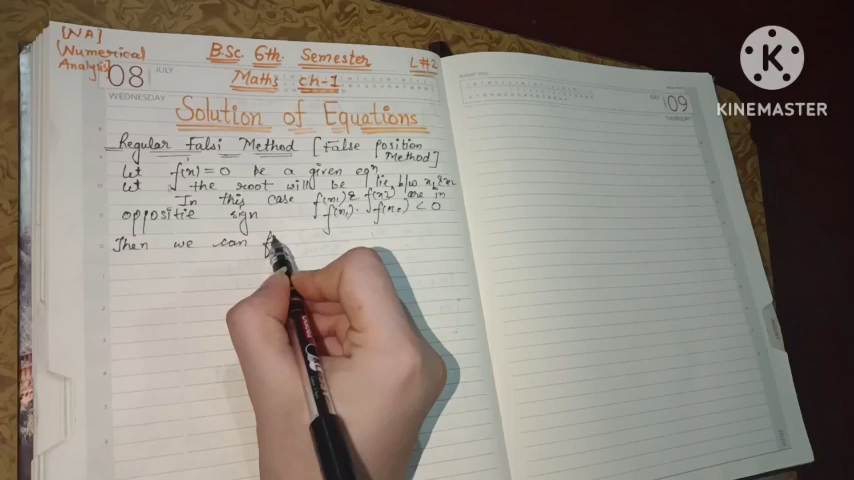 [NA]
(Numerical Analysis)
B.Sc. 6th Semester
L#2
08 JULY
WEDNESDAY
Maths ch-1
Solution of Equations
Regular Falsi Method [False position Method]
Let f(x) = 0 be a given eqn
Let the root will be lie b/w x1 & x2
In this case f(x1) & f(x2) are in
oppositie sgn f(x1). f(x2) < 0
Then we can
09
THURSDAY
K
KINEMASTER